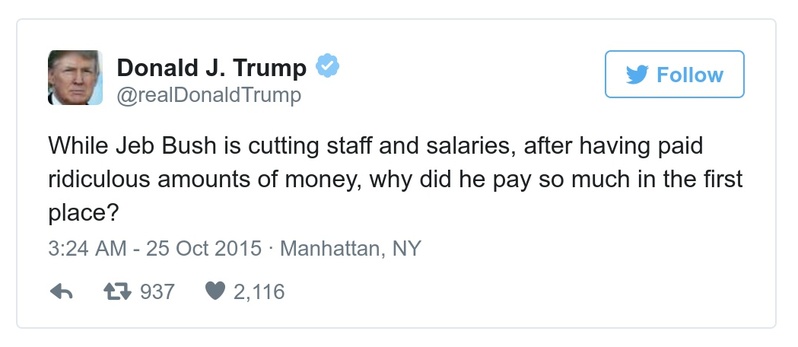 Donald J. Trump
@realDonaldTrump
Follow
While Jeb Bush is cutting staff and salaries, after having paid
ridiculous amounts of money, why did he pay so much in the first
place?
3:24 AM - 25 Oct 2015 · Manhattan, NY
937 2,116